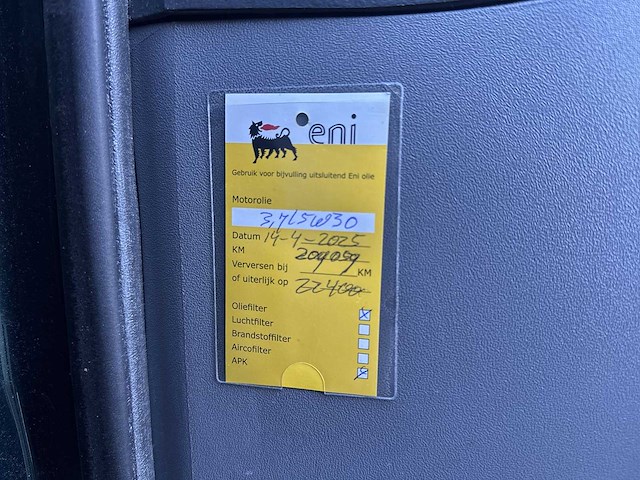 eni
Gebruik voor bijvulling uitsluitend Eni olie
Motorolie
3,7l 5w30
Datum 14-4-2025
KM 209059
Verversen bij KM
of uiterlijk op
Oliefilter
Luchtfilter
Brandstoffilter
Aircofilter
APK